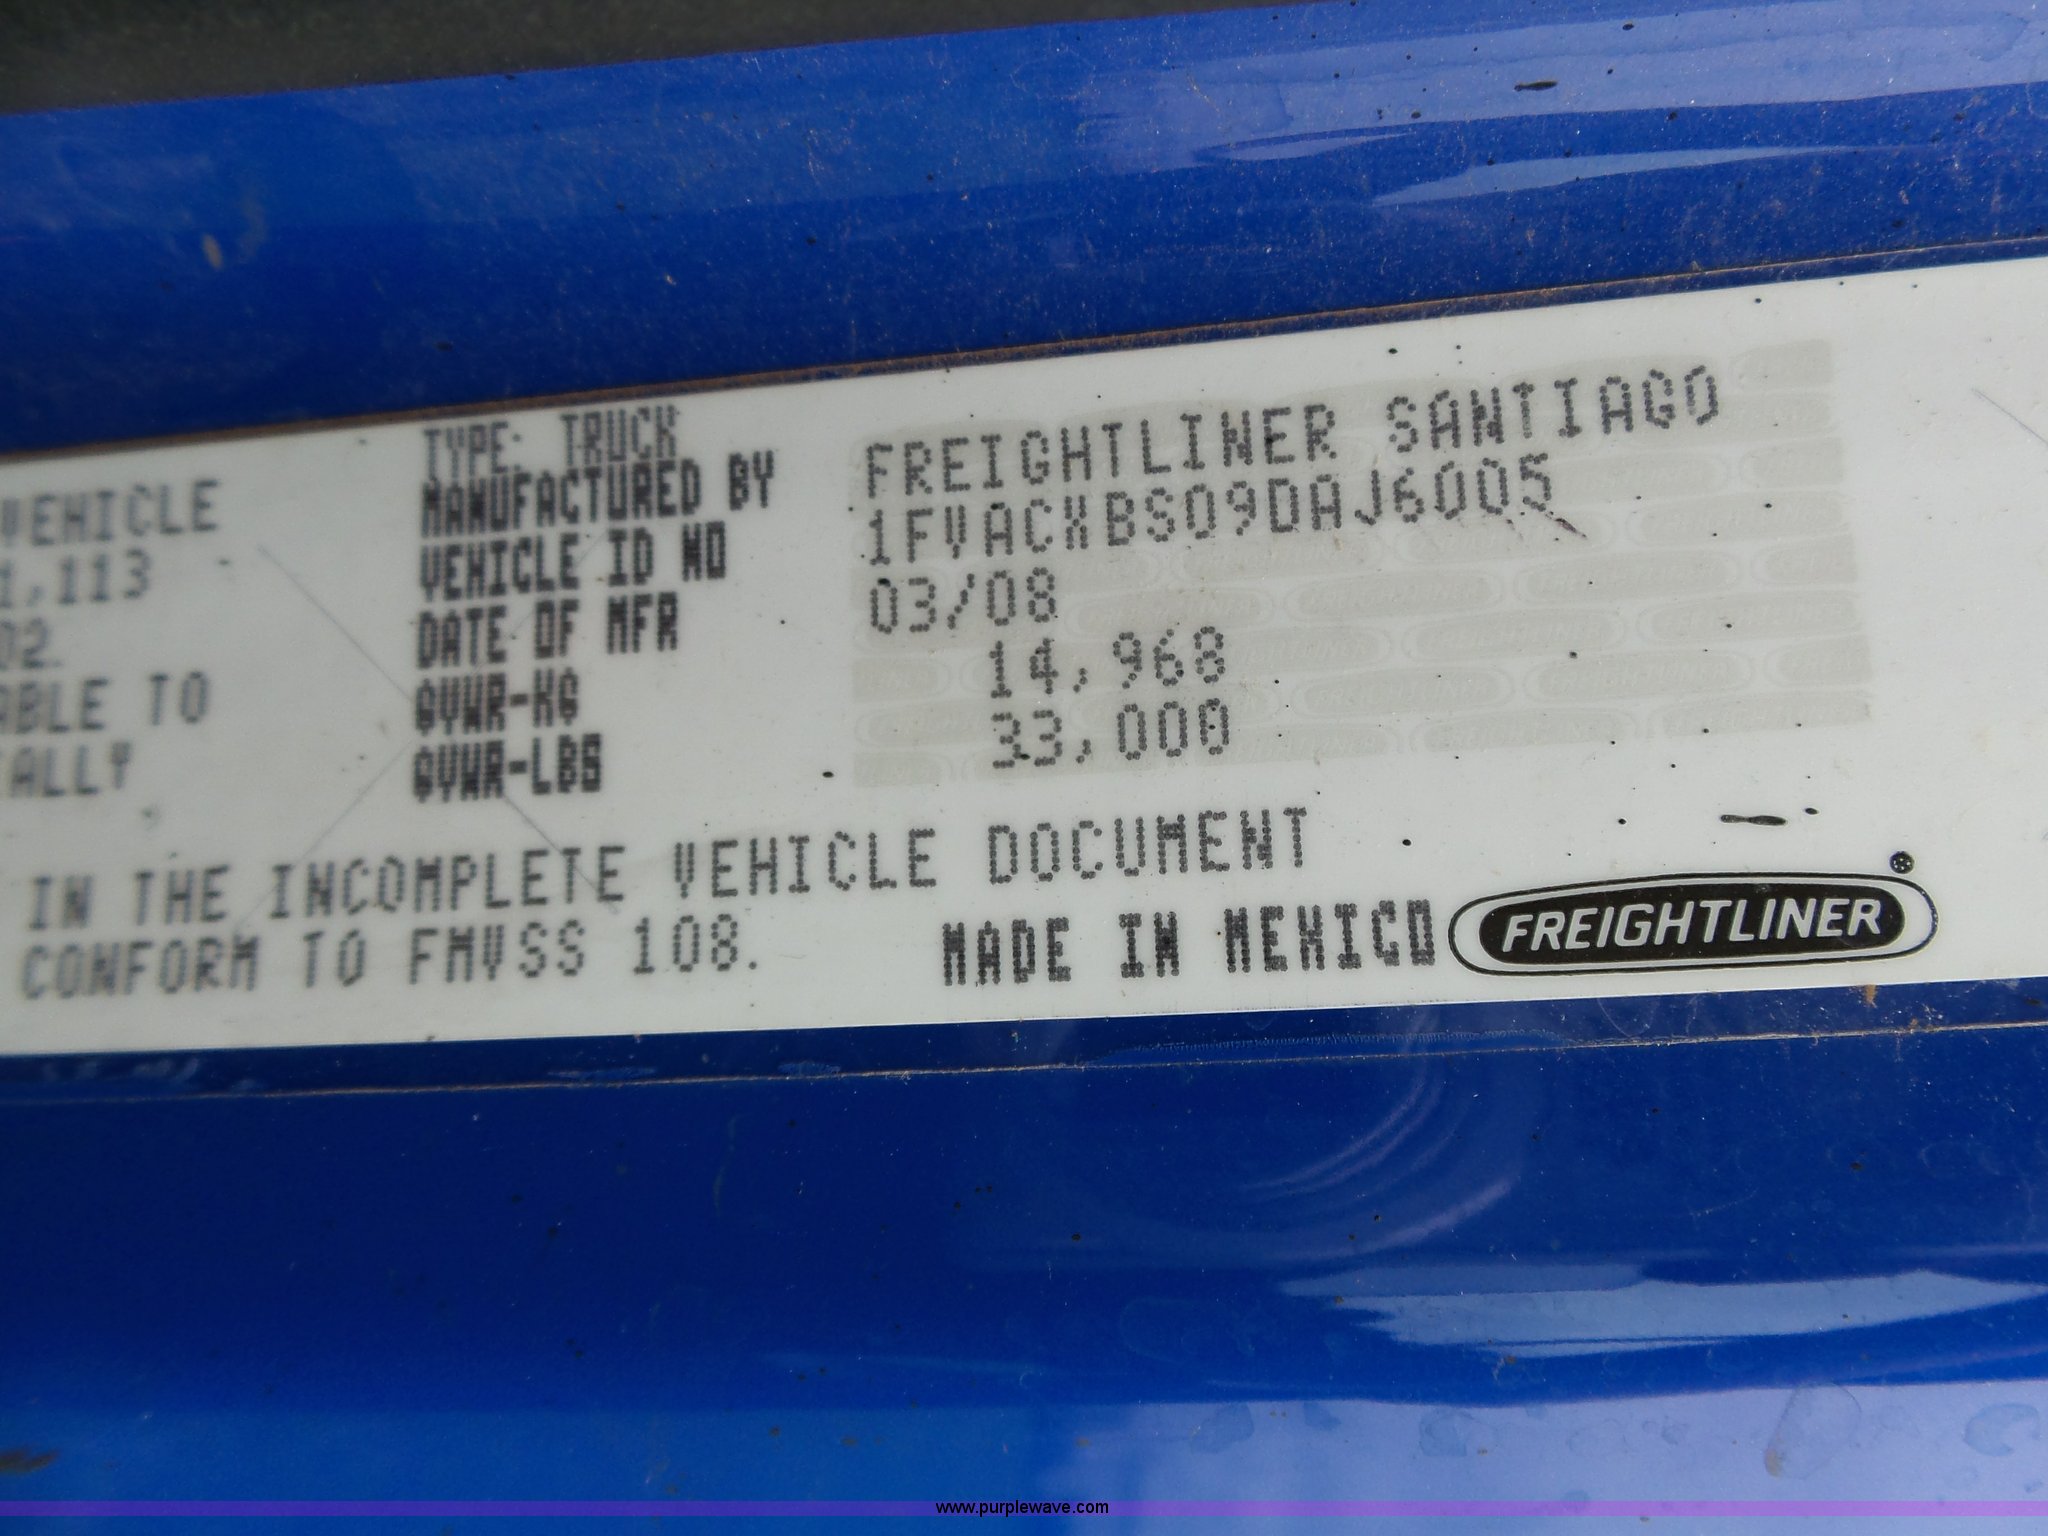 TYPE: TRUCK
MANUFACTURED BY FREIGHTLINER SANTIAGO
VEHICLE ID NO 1FVACXBS09DAJ6005
DATE OF MFR 03/08
GVWR-KG 14,968
GVWR-LBS 33,000
VEHICLE
1,113
02.
ABLE TO
ALLY
IN THE INCOMPLETE VEHICLE DOCUMENT
CONFORM TO FMVSS 108.
MADE IN MEXICO
FREIGHTLINER
www.purplewave.com